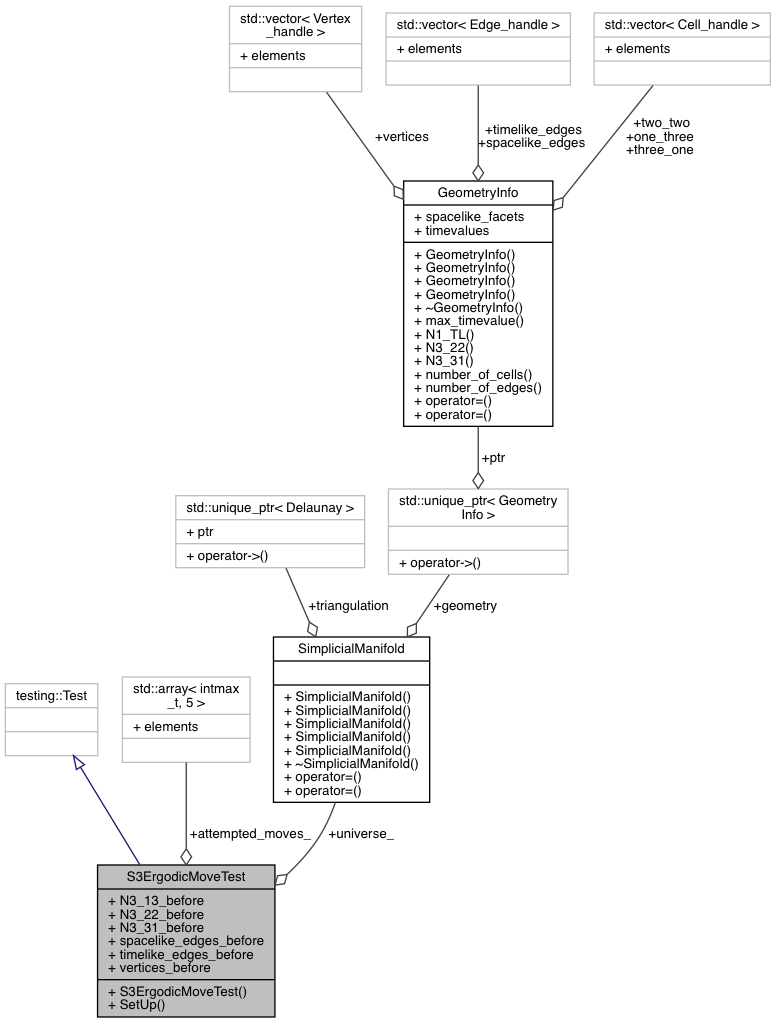 std::vector< Vertex
_handle >
+ elements
std::vector< Edge_handle >
+ elements
std::vector< Cell_handle >
+ elements
+vertices
+timelike_edges
+spacelike_edges
+two_two
+one_three
+three_one
GeometryInfo
+ spacelike_facets
+ timevalues
+ GeometryInfo()
+ GeometryInfo()
+ GeometryInfo()
+ GeometryInfo()
+ ~GeometryInfo()
+ max_timevalue()
+ N1_TL()
+ N3_22()
+ N3_31()
+ number_of_cells()
+ number_of_edges()
+ operator=()
+ operator=()
+ptr
std::unique_ptr< Delaunay >
+ ptr
+ operator->()
std::unique_ptr< Geometry
Info >
+ operator->()
+triangulation
+geometry
SimplicialManifold
+ SimplicialManifold()
+ SimplicialManifold()
+ SimplicialManifold()
+ SimplicialManifold()
+ SimplicialManifold()
+ ~SimplicialManifold()
+ operator=()
+ operator=()
testing::Test
std::array< intmax
_t, 5 >
+ elements
+attempted_moves_
+universe_
S3ErgodicMoveTest
+ N3_13_before
+ N3_22_before
+ N3_31_before
+ spacelike_edges_before
+ timelike_edges_before
+ vertices_before
+ S3ErgodicMoveTest()
+ SetUp()